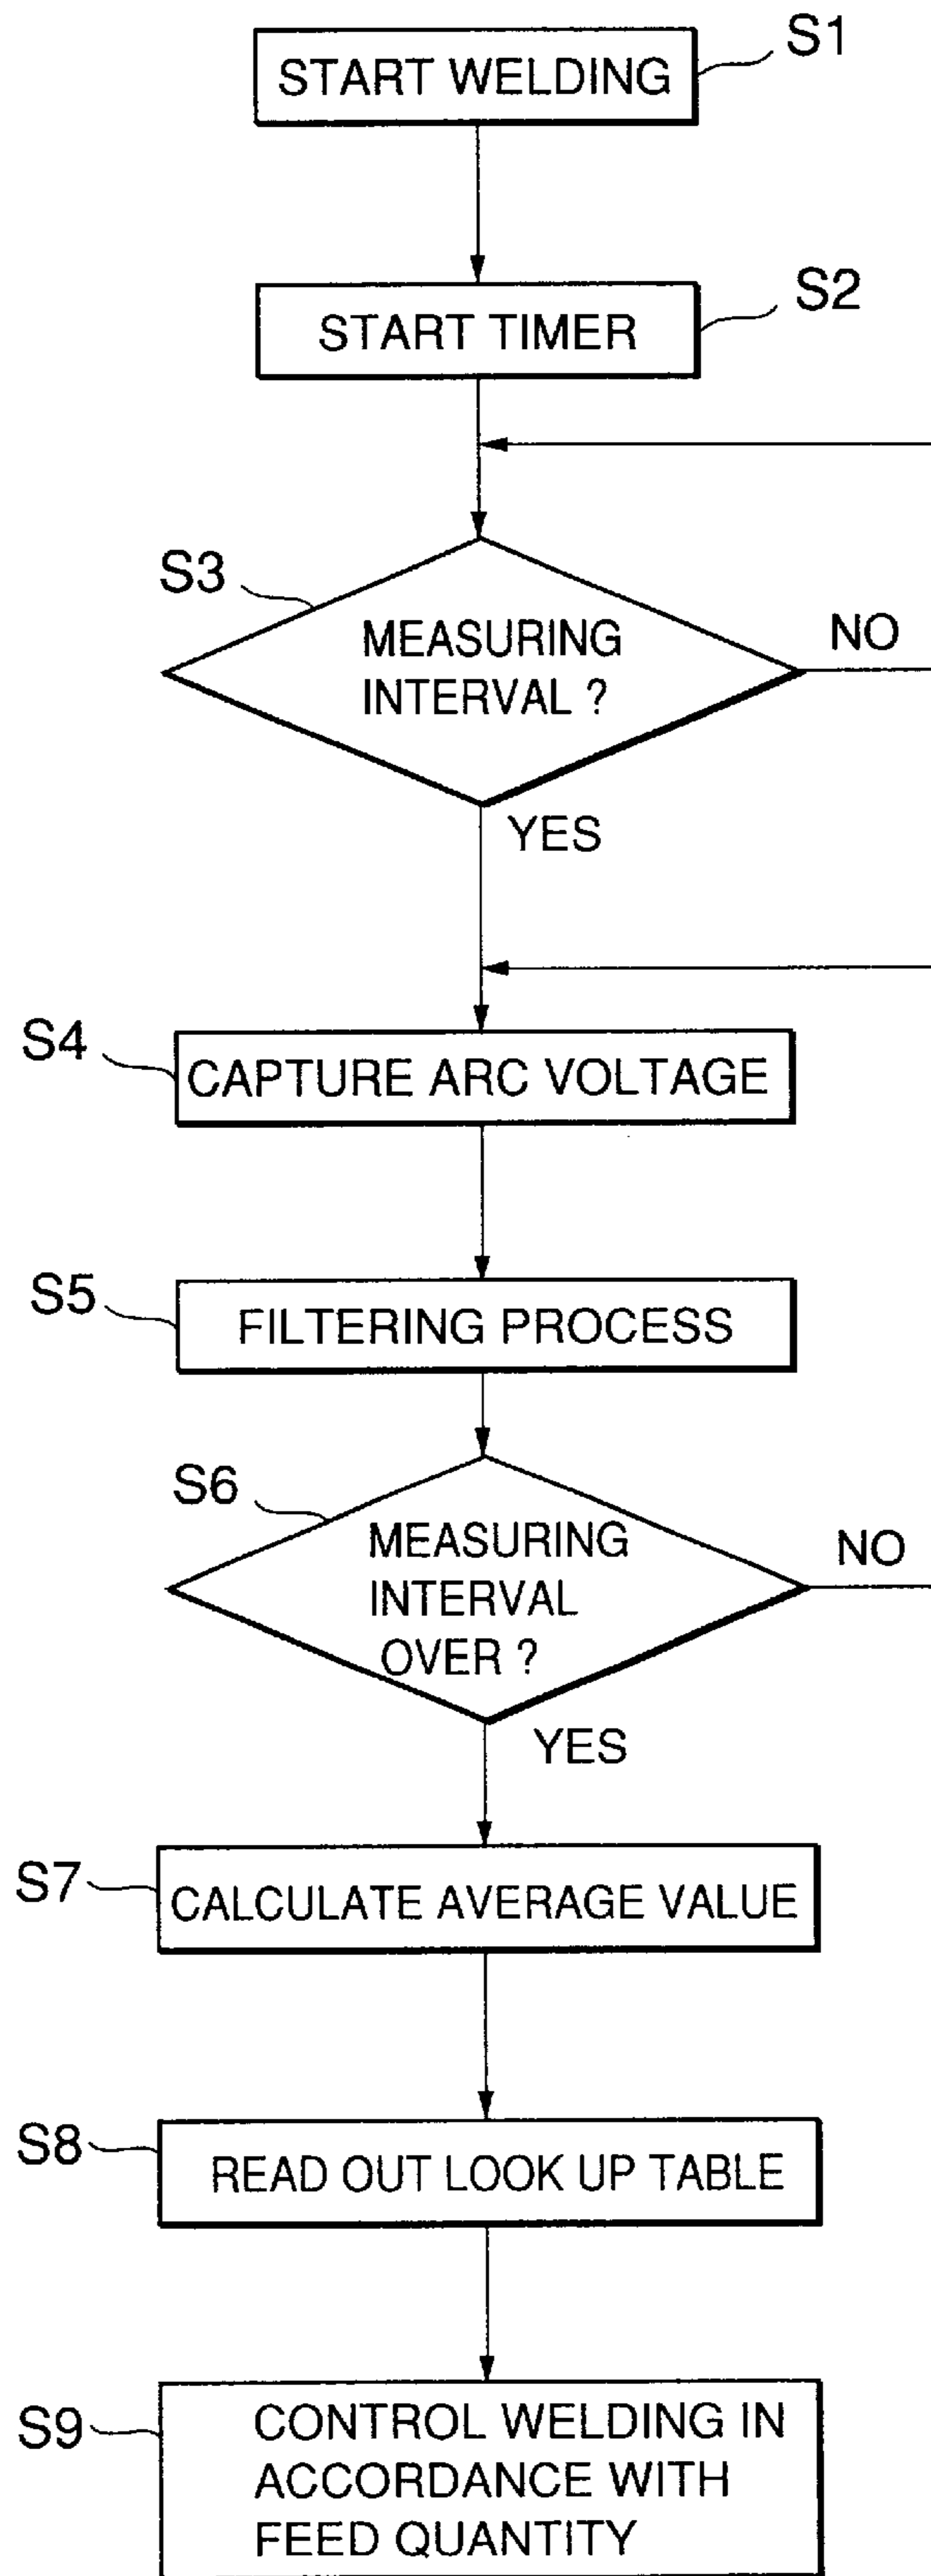 START WELDING
S1
START TIMER
S2
S3
MEASURING
INTERVAL ?
NO
YES
S4
CAPTURE ARC VOLTAGE
S5
FILTERING PROCESS
S6
MEASURING
INTERVAL
OVER ?
NO
YES
S7
CALCULATE AVERAGE VALUE
S8
READ OUT LOOK UP TABLE
S9
CONTROL WELDING IN
ACCORDANCE WITH
FEED QUANTITY